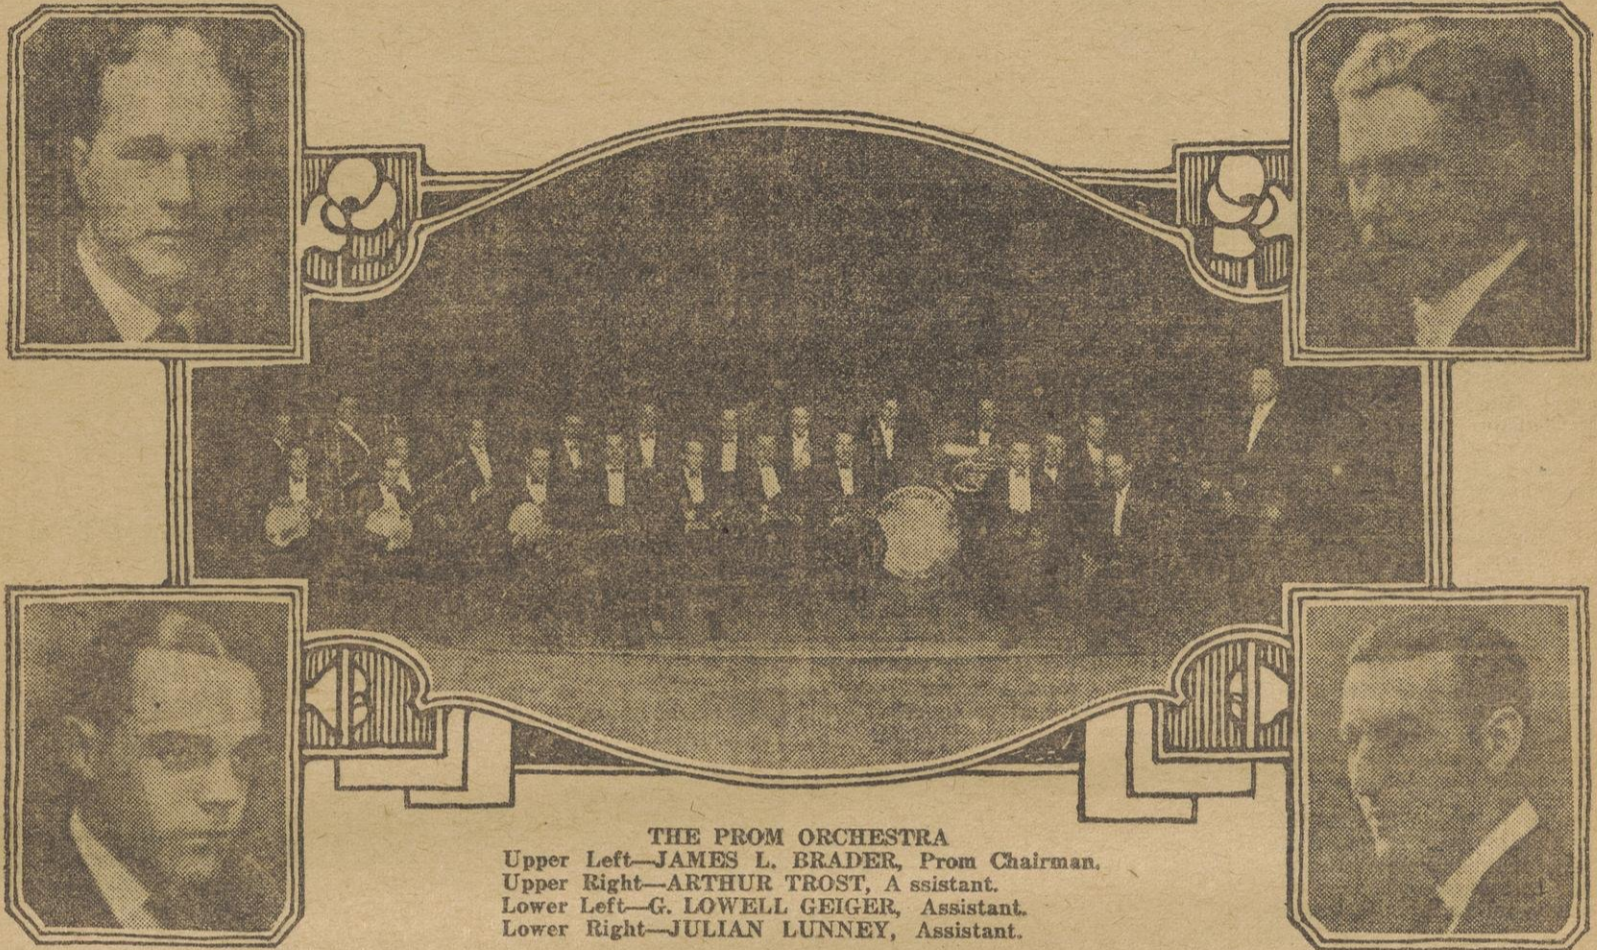 THE PROM ORCHESTRA
Upper Left—JAMES L. BRADER, Prom Chairman.
Upper Right—ARTHUR TROST, A ssistant.
Lower Left—G. LOWELL GEIGER, Assistant.
Lower Right—JULIAN LUNNEY, Assistant.